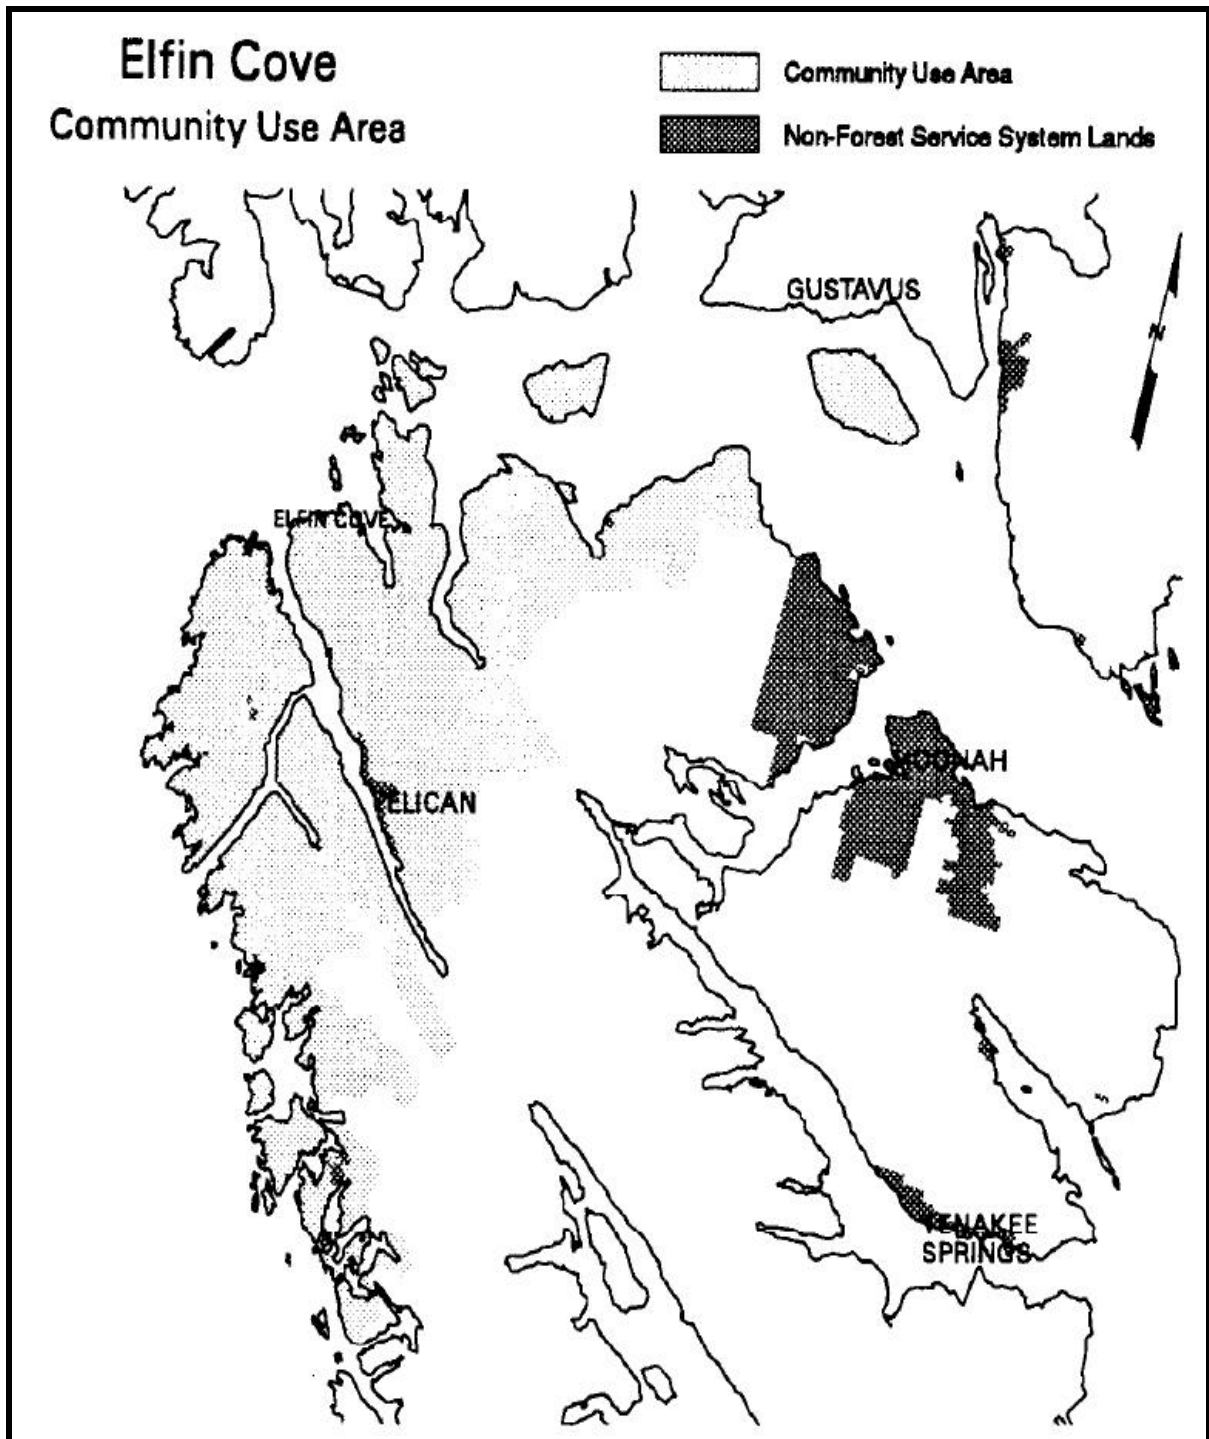 Elfin Cove
Community Use Area
Community Use Area
Non-Forest Service System Lands
GUSTAVUS
N
ELFIN COVE
HOONAH
PELICAN
TENAKEE
SPRINGS